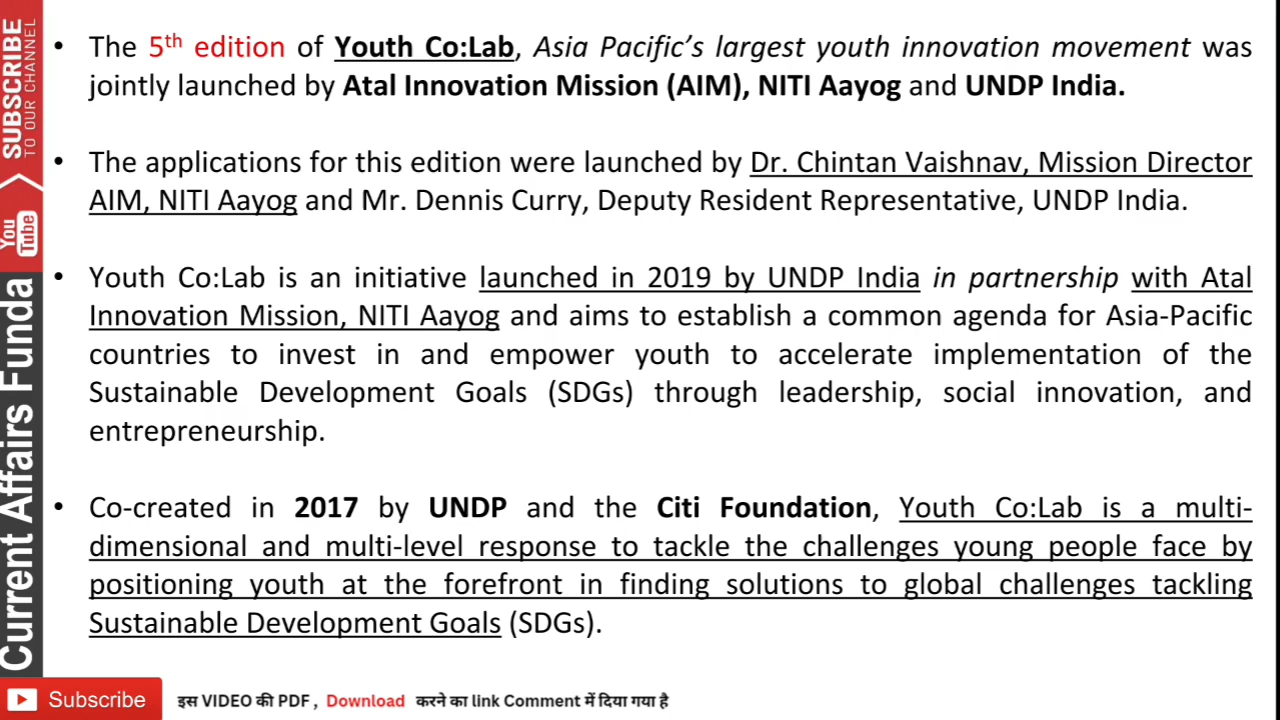 SUBSCRIBE
TO OUR CHANNEL
You
Tube
Current Affairs Funda
• The 5th edition of Youth Co:Lab, Asia Pacific’s largest youth innovation movement was
jointly launched by Atal Innovation Mission (AIM), NITI Aayog and UNDP India.
• The applications for this edition were launched by Dr. Chintan Vaishnav, Mission Director
AIM, NITI Aayog and Mr. Dennis Curry, Deputy Resident Representative, UNDP India.
• Youth Co:Lab is an initiative launched in 2019 by UNDP India in partnership with Atal
Innovation Mission, NITI Aayog and aims to establish a common agenda for Asia-Pacific
countries to invest in and empower youth to accelerate implementation of the
Sustainable Development Goals (SDGs) through leadership, social innovation, and
entrepreneurship.
• Co-created in 2017 by UNDP and the Citi Foundation, Youth Co:Lab is a multi-
dimensional and multi-level response to tackle the challenges young people face by
positioning youth at the forefront in finding solutions to global challenges tackling
Sustainable Development Goals (SDGs).
Subscribe
इस VIDEO की PDF , Download करने का link Comment में दिया गया है